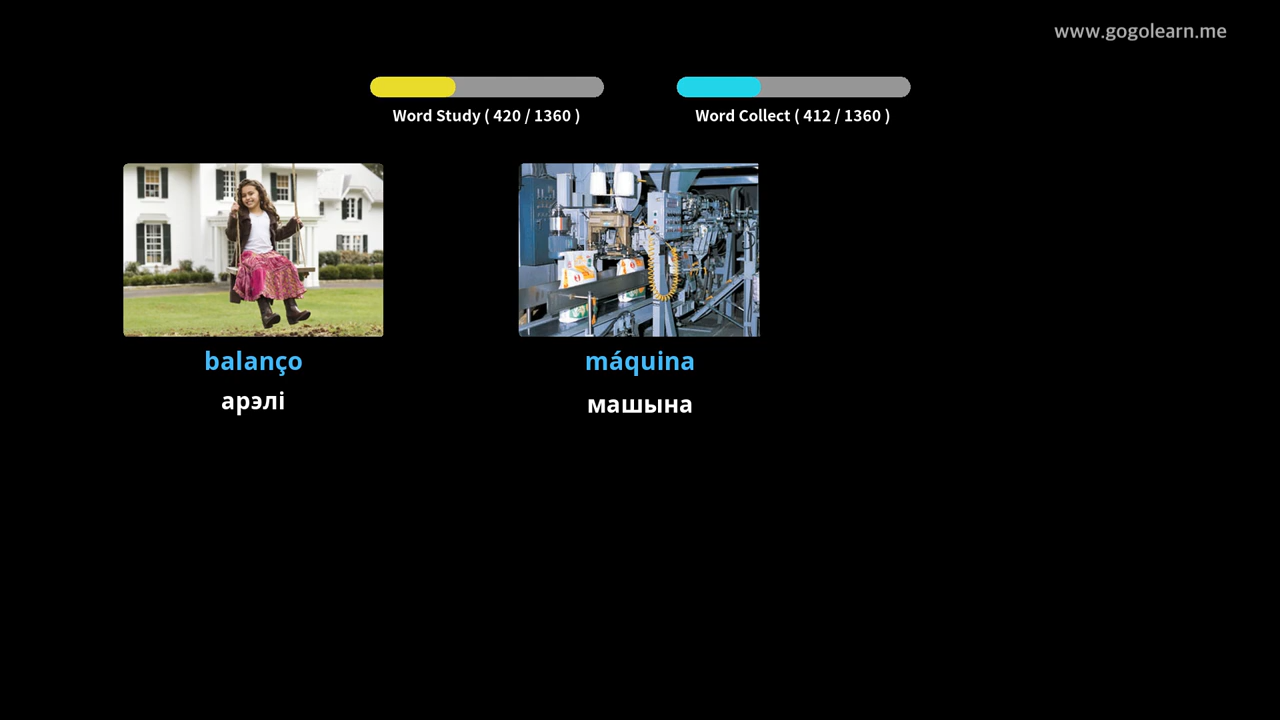 www.gogolearn.me
Word Study ( 420 / 1360 )
Word Collect ( 412 / 1360 )
balanço
арэлі
máquina
машына